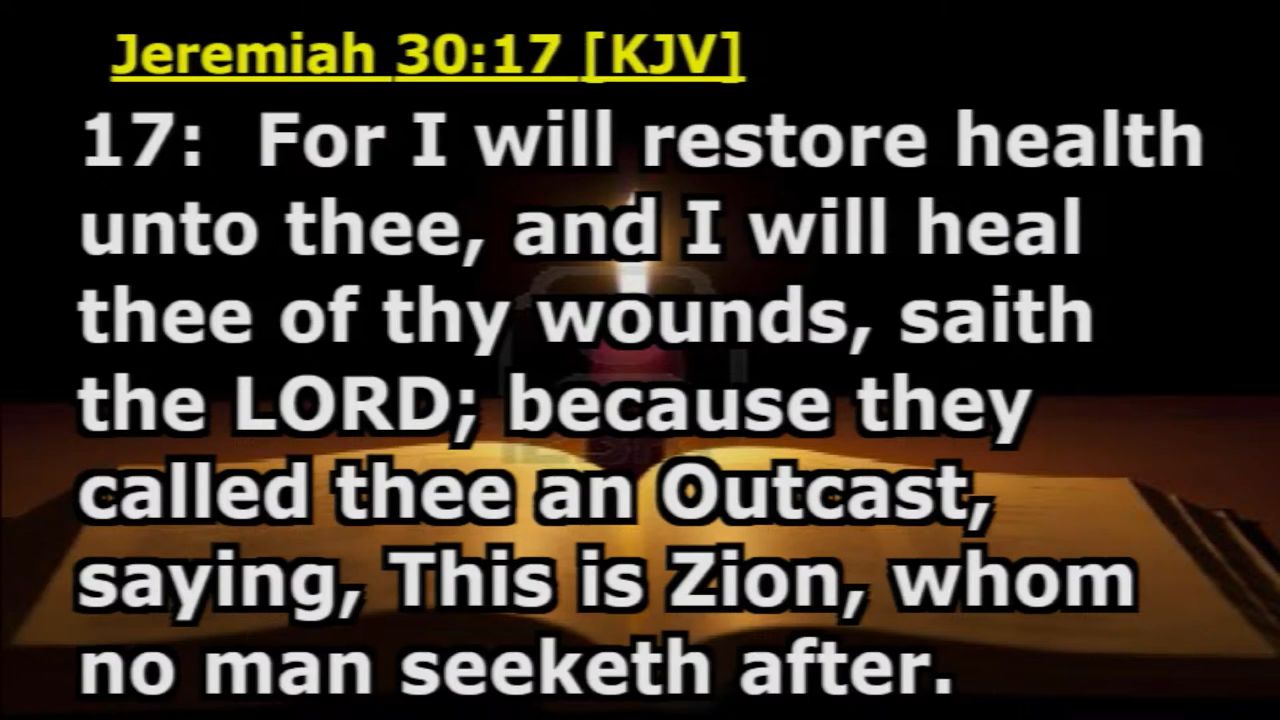 Jeremiah 30:17 [KJV]
17:  For I will restore health
unto thee, and I will heal
thee of thy wounds, saith
the LORD; because they
called thee an Outcast,
saying, This is Zion, whom
no man seeketh after.